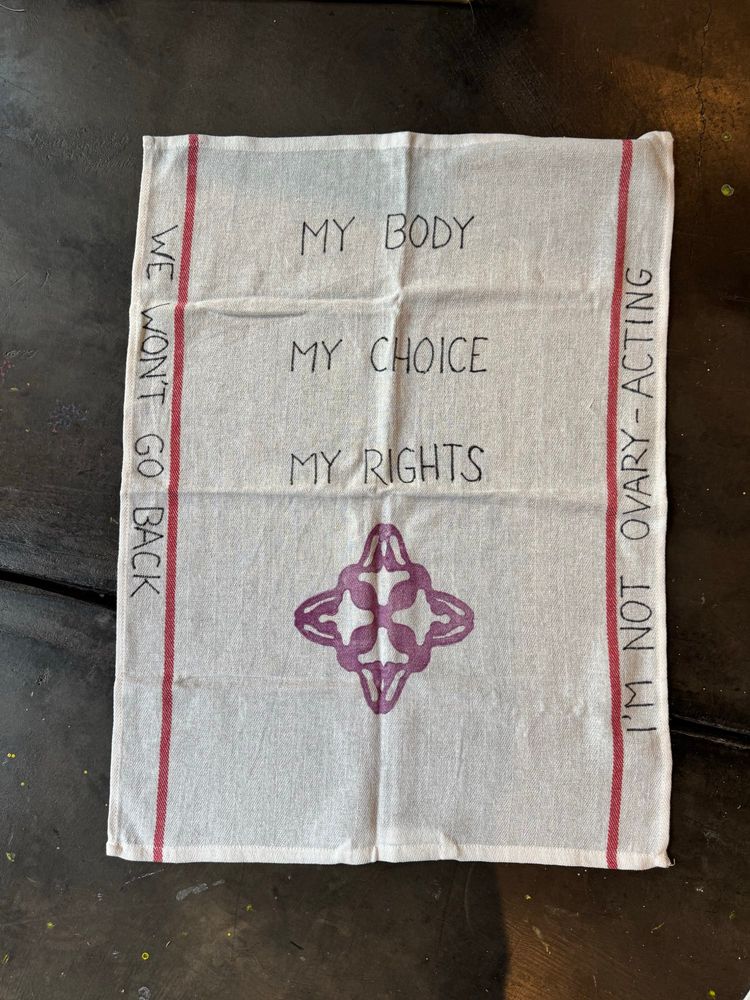 MY BODY
MY CHOICE
MY RIGHTS
WE WON'T GO BACK
I'M NOT OVARY-ACTING